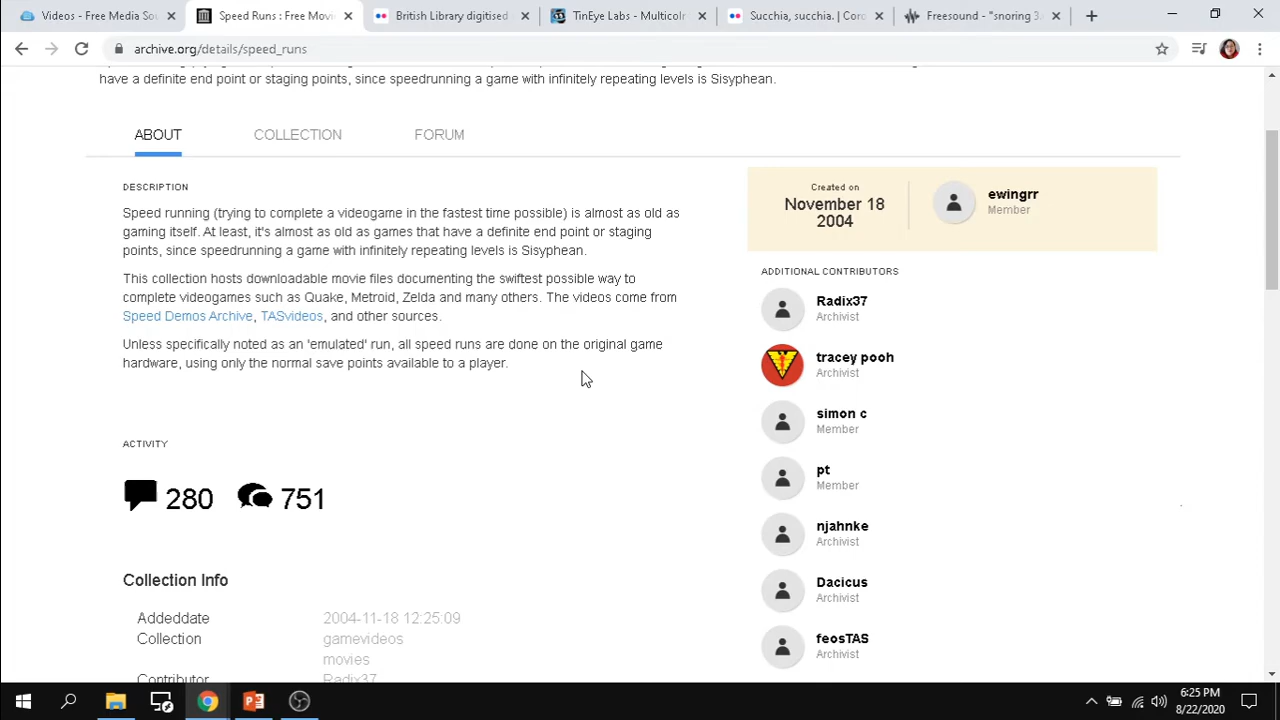 Videos - Free Media So
Speed Runs : Free Movi
British Library digitised
TinEye Labs - Multicolr
Succhia, succhia. | Coro
Freesound - "snoring 3.
archive.org/details/speed_runs
have a definite end point or staging points, since speedrunning a game with infinitely repeating levels is Sisyphean.
ABOUT
COLLECTION
FORUM
DESCRIPTION
Speed running (trying to complete a videogame in the fastest time possible) is almost as old as
gaming itself. At least, it's almost as old as games that have a definite end point or staging
points, since speedrunning a game with infinitely repeating levels is Sisyphean.
This collection hosts downloadable movie files documenting the swiftest possible way to
complete videogames such as Quake, Metroid, Zelda and many others. The videos come from
Speed Demos Archive, TASvideos, and other sources.
Unless specifically noted as an 'emulated' run, all speed runs are done on the original game
hardware, using only the normal save points available to a player.
ACTIVITY
280 751
Collection Info
Addeddate 2004-11-18 12:25:09
Collection gamevideos
movies
Contributor Radix37
Created on
November 18
2004
ewingrr
Member
ADDITIONAL CONTRIBUTORS
Radix37
Archivist
tracey pooh
Archivist
simon c
Member
pt
Member
njahnke
Archivist
Dacicus
Archivist
feosTAS
Archivist
6:25 PM
8/22/2020